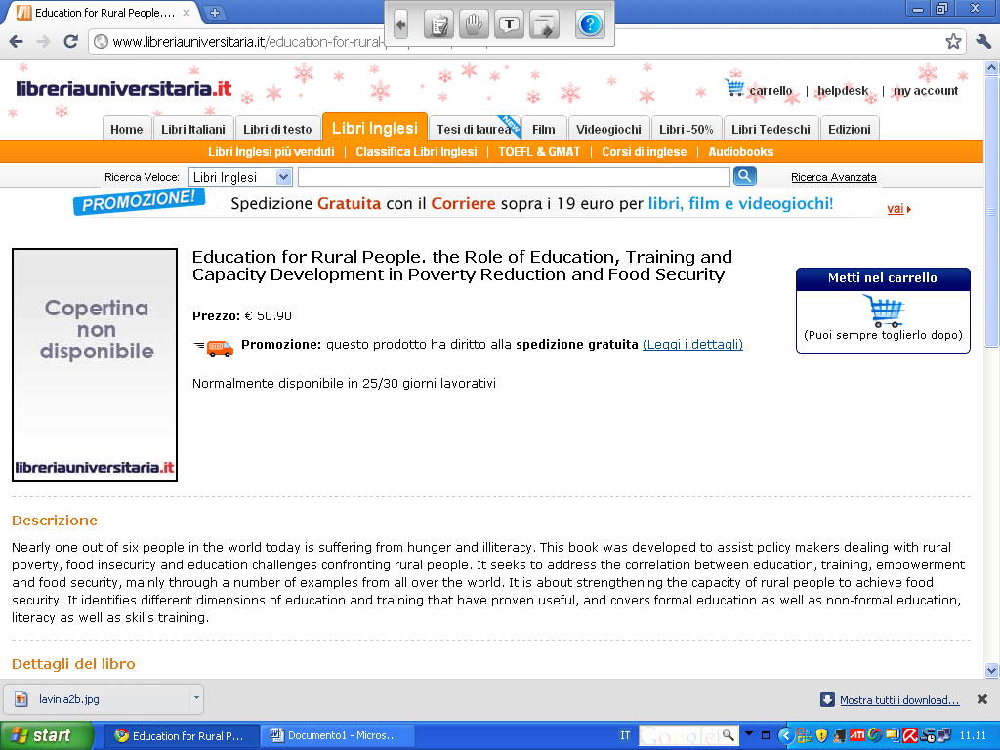 Education for Rural People....
www.libreriauniversitaria.it/education-for-rural-
T
?
libreriauniversitaria.it
carrello | helpdesk | my account
Home
Libri Italiani
Libri di testo
Libri Inglesi
Tesi di laurea
NEW
Film
Videogiochi
Libri -50%
Libri Tedeschi
Edizioni
Libri Inglesi più venduti | Classifica Libri Inglesi | TOEFL & GMAT | Corsi di inglese | Audiobooks
Ricerca Veloce: Libri Inglesi Ricerca Avanzata
PROMOZIONE! Spedizione Gratuita con il Corriere sopra i 19 euro per libri, film e videogiochi! vai
Copertina
non
disponibile
libreriauniversitaria.it
Education for Rural People. the Role of Education, Training and
Capacity Development in Poverty Reduction and Food Security
Prezzo: € 50.90
Promozione: questo prodotto ha diritto alla spedizione gratuita (Leggi i dettagli)
Normalmente disponibile in 25/30 giorni lavorativi
Metti nel carrello
(Puoi sempre toglierlo dopo)
Descrizione
Nearly one out of six people in the world today is suffering from hunger and illiteracy. This book was developed to assist policy makers dealing with rural
poverty, food insecurity and education challenges confronting rural people. It seeks to address the correlation between education, training, empowerment
and food security, mainly through a number of examples from all over the world. It is about strengthening the capacity of rural people to achieve food
security. It identifies different dimensions of education and training that have proven useful, and covers formal education as well as non-formal education,
literacy as well as skills training.
Dettagli del libro
lavinia2b.jpg
Mostra tutti i download...
start
Education for Rural P...
Documento1 - Micros...
IT
Google
ATI
11.11